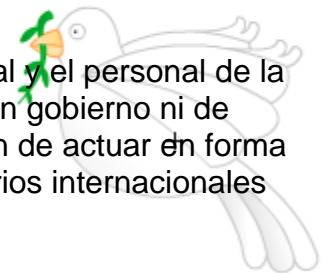 al y el personal de la
n gobierno ni de
n de actuar en forma
rios internacionales